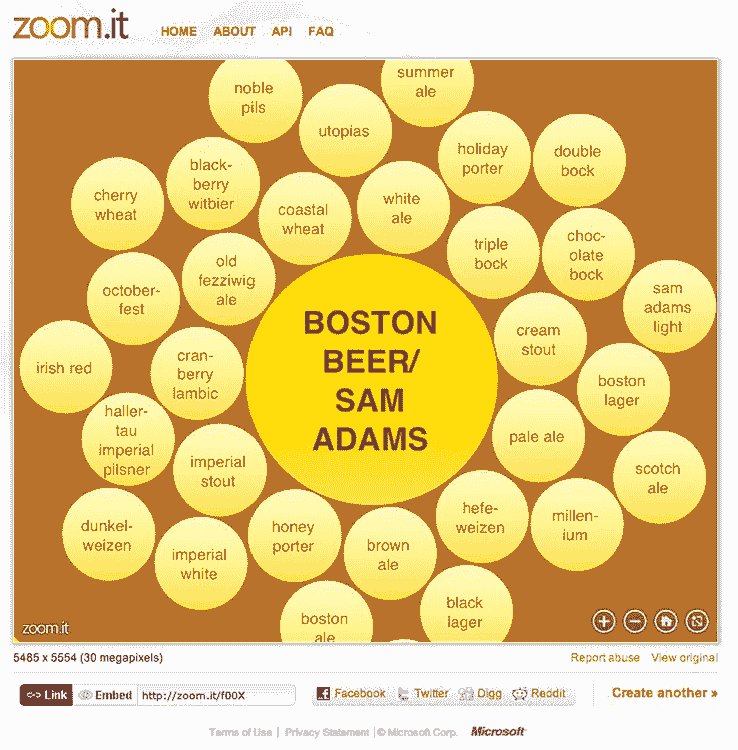 zoom.it
HOME ABOUT API FAQ
summer
ale
noble
pils
utopias
holiday
porter
double
bock
black-
berry
witbier
cherry
wheat
coastal
wheat
white
ale
triple
bock
choc-
olate
bock
old
fezziwig
ale
october-
fest
sam
adams
light
BOSTON
BEER/
SAM
ADAMS
cream
stout
irish red
cran-
berry
lambic
boston
lager
haller-
tau
imperial
pilsner
pale ale
imperial
stout
scotch
ale
dunkel-
weizen
honey
porter
hefe-
weizen
millen-
ium
imperial
white
brown
ale
boston
ale
black
lager
zoom.it
5485 x 5554 (30 megapixels)
Report abuse View original
Link Embed http://zoom.it/f00X
Facebook Twitter Digg Reddit
Create another »
Terms of Use | Privacy Statement | © Microsoft Corp. Microsoft